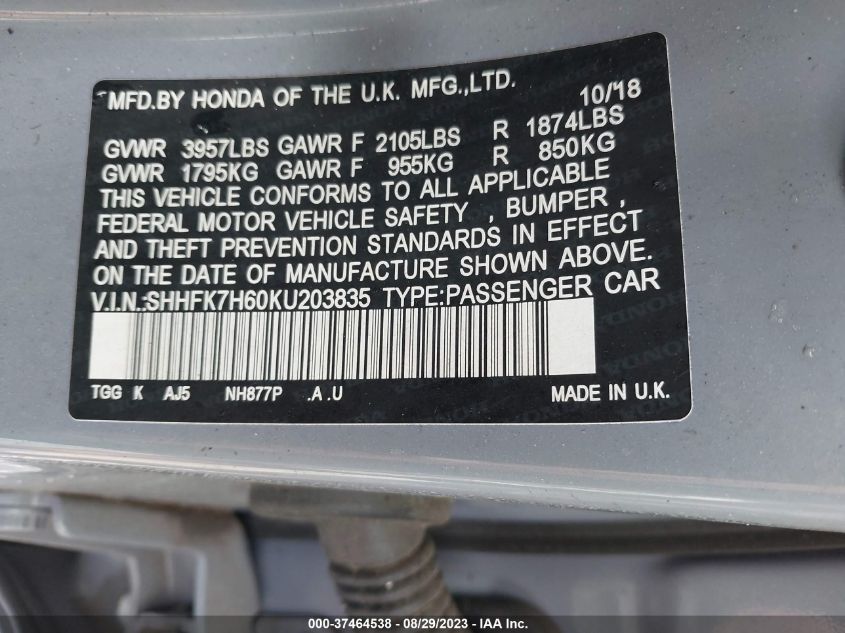 MFD.BY HONDA OF THE U.K. MFG.,LTD. 10/'18
GVWR 3957LBS GAWR F 2105LBS R 1874LBS
GVWR 1795KG GAWR F 955KG R 850KG
THIS VEHICLE CONFORMS TO ALL APPLICABLE
FEDERAL MOTOR VEHICLE SAFETY , BUMPER ,
AND THEFT PREVENTION STANDARDS IN EFFECT
ON THE DATE OF MANUFACTURE SHOWN ABOVE.
V.I.N.:SHHFK7H60KU203835 TYPE:PASSENGER CAR
TGG K AJ5 NH877P .A .U MADE IN U.K.
000-37464538 - 08/29/2023 - IAA Inc.